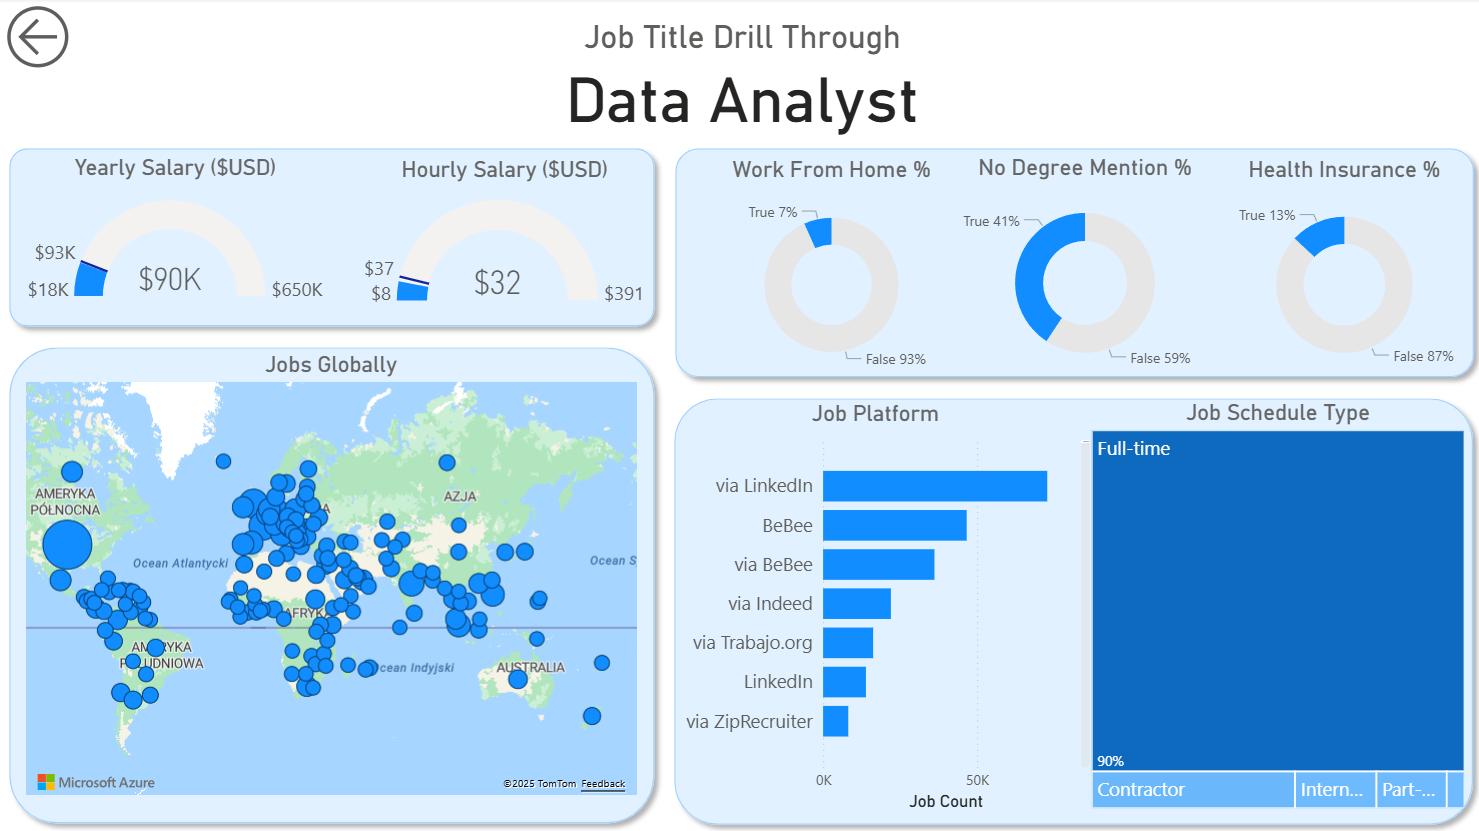 Job Title Drill Through
Data Analyst
Yearly Salary ($USD)
$93K
$18K
$90K
$650K
Hourly Salary ($USD)
$37
$8
$32
$391
Work From Home %
True 7%
False 93%
No Degree Mention %
True 41%
False 59%
Health Insurance %
True 13%
False 87%
Jobs Globally
AMERYKA
PÓŁNOCNA
AZJA
Ocean Atlantycki
Ocean S
AFRYK
cean Indyjski
AUSTRALIA
Microsoft Azure
©2025 TomTom Feedback
Job Platform
via LinkedIn
BeBee
via BeBee
via Indeed
via Trabajo.org
LinkedIn
via ZipRecruiter
0K
50K
Job Count
Job Schedule Type
Full-time
90%
Contractor
Intern...
Part-...